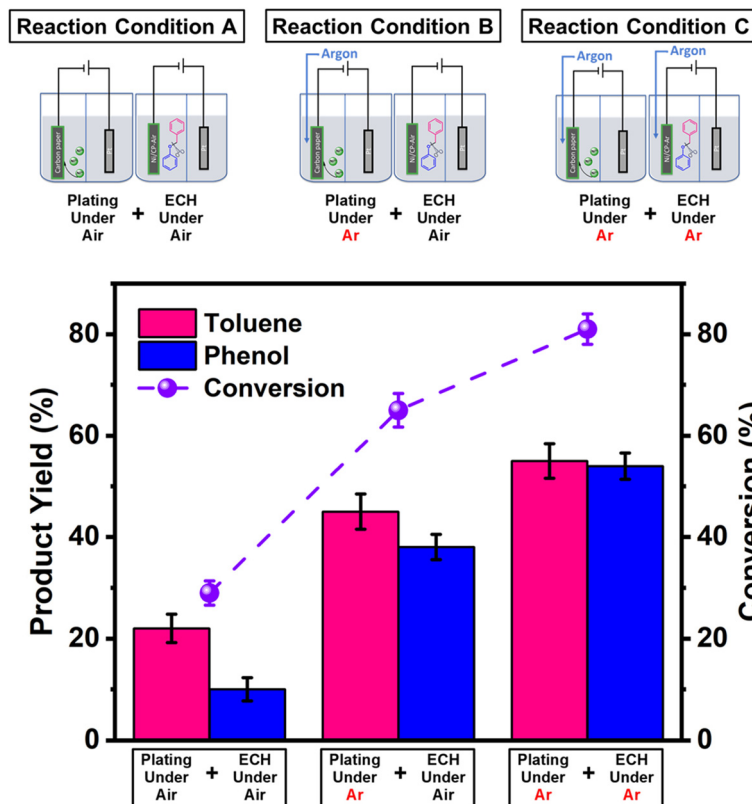 Reaction Condition A
Reaction Condition B
Reaction Condition C
Argon
Argon
Argon
Carbon paper
Pt
Ni/CP-Air
Pt
Carbon paper
Pt
Ni/CP-Air
Pt
Carbon paper
Pt
Ni/CP-Air
Pt
Plating
Under
Air
+
ECH
Under
Air
Plating
Under
Ar
+
ECH
Under
Air
Plating
Under
Ar
+
ECH
Under
Ar
Toluene
Phenol
Conversion
Product Yield (%)
80
60
40
20
0
Conversion (%)
80
60
40
20
0
Plating
Under
Air
+
ECH
Under
Air
Plating
Under
Ar
+
ECH
Under
Air
Plating
Under
Ar
+
ECH
Under
Ar